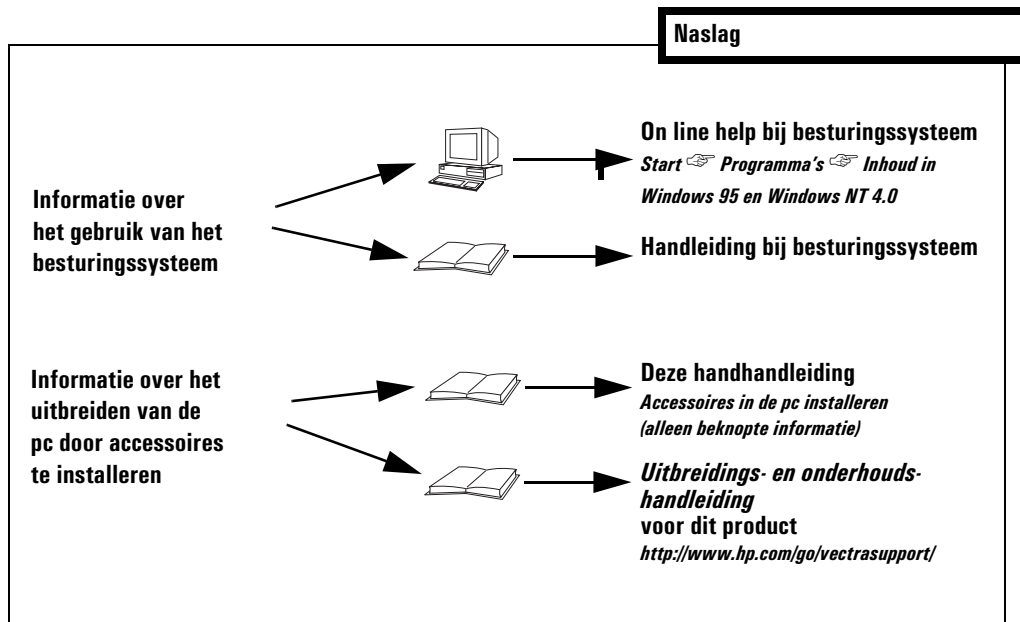 Naslag
Informatie over
het gebruik van het
besturingssysteem
On line help bij besturingssysteem
Start ☞ Programma's ☞ Inhoud in
Windows 95 en Windows NT 4.0
Handleiding bij besturingssysteem
Informatie over het
uitbreiden van de
pc door accessoires
te installeren
Deze handhandleiding
Accessoires in de pc installeren
(alleen beknopte informatie)
Uitbreidings- en onderhouds-
handleiding
voor dit product
http://www.hp.com/go/vectrasupport/